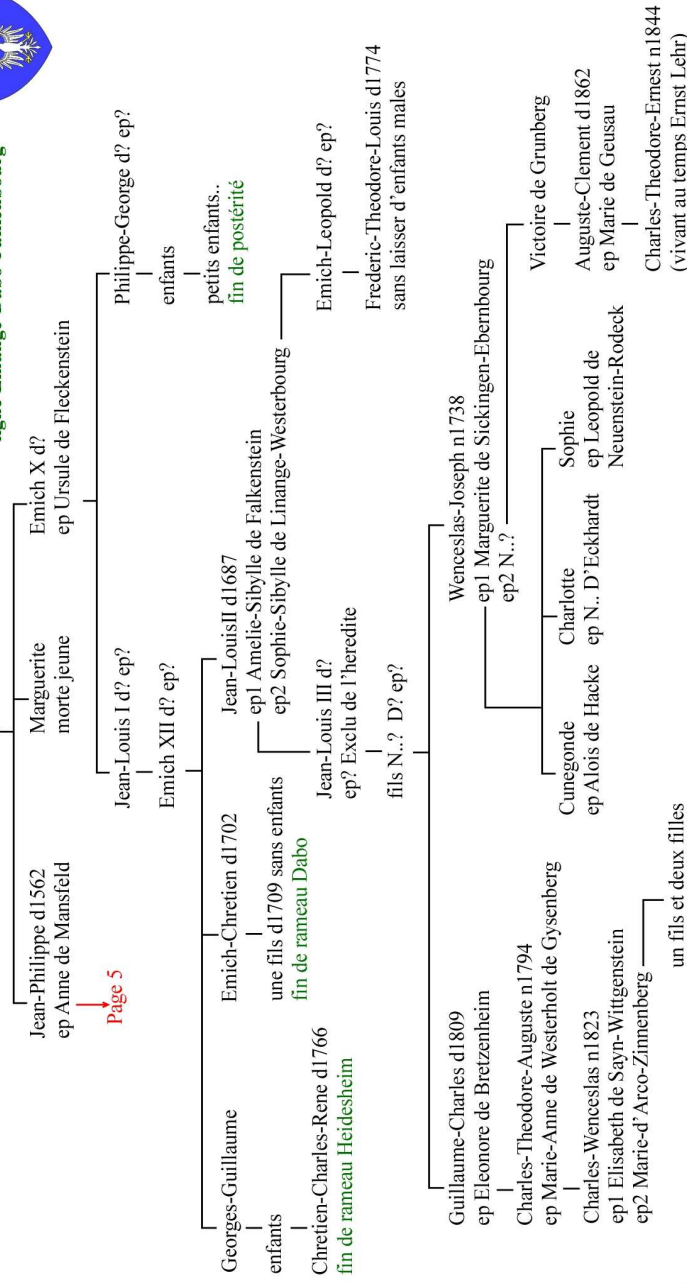 Jean-Philippe d1562
ep Anne de Mansfeld
Page 5
Marguerite
morte jeune
Emich X d?
ep Ursule de Fleckenstein
Jean-Louis I d? ep?
Emich XII d? ep?
Philippe-George d? ep?
enfants
petits enfants..
fin de postérité
Georges-Guillaume
enfants
Chretien-Charles-Rene d1766
fin de rameau Heidesheim
Emich-Chretien d1702
une fils d1709 sans enfants
fin de rameau Dabo
Jean-LouisII d1687
ep1 Amelie-Sibylle de Falkenstein
ep2 Sophie-Sibylle de Linange-Westerbourg
Jean-Louis III d?
ep? Exclu de l'heredite
fils N..? D? ep?
Emich-Leopold d? ep?
Frederic-Theodore-Louis d1774
sans laisser d'enfants males
Guillaume-Charles d1809
ep Eleonore de Bretzenheim
Charles-Theodore-Auguste n1794
ep Marie-Anne de Westerholt de Gysenberg
Charles-Wenceslas n1823
ep1 Elisabeth de Sayn-Wittgenstein
ep2 Marie-d'Arco-Zinnenberg
un fils et deux filles
Wenceslas-Joseph n1738
ep1 Marguerite de Sickingen-Ebernbourg
ep2 N..?
Cunegonde
ep Alois de Hacke
Charlotte
ep N.. D'Eckhardt
Sophie
ep Leopold de
Neuenstein-Rodeck
Victoire de Grunberg
Auguste-Clement d1862
ep Marie de Geusau
Charles-Theodore-Ernest n1844
(vivant au temps Ernst Lehr)